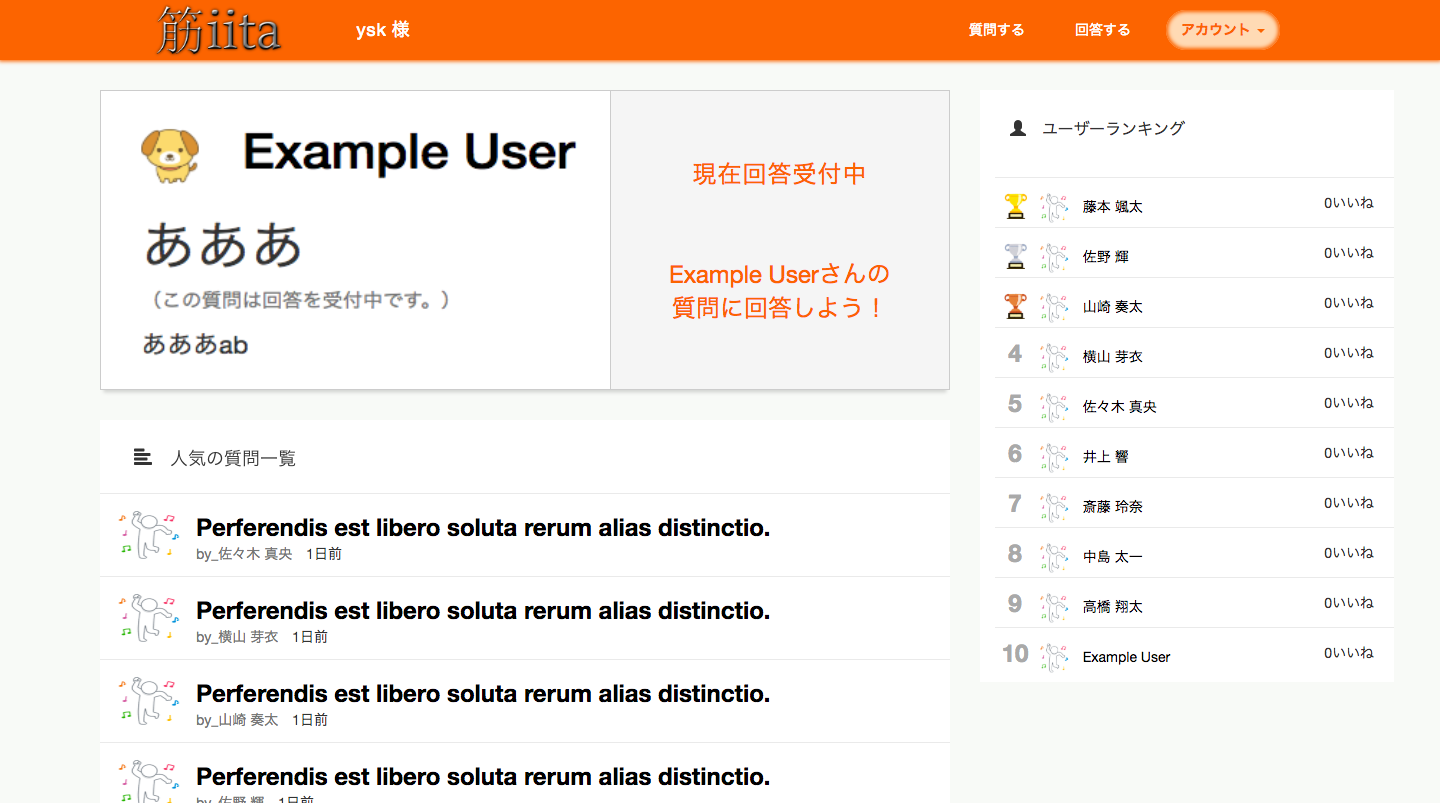 筋iita
ysk 様
質問する
回答する
アカウント
Example User
あああ
（この質問は回答を受付中です。）
あああab
現在回答受付中
Example Userさんの
質問に回答しよう！
人気の質問一覧
Perferendis est libero soluta rerum alias distinctio.
by_佐々木 真央 1日前
Perferendis est libero soluta rerum alias distinctio.
by_横山 芽衣 1日前
Perferendis est libero soluta rerum alias distinctio.
by_山崎 奏太 1日前
Perferendis est libero soluta rerum alias distinctio.
by_佐野 輝 1日前
ユーザーランキング
藤本 颯太 0いいね
佐野 輝 0いいね
山崎 奏太 0いいね
4 横山 芽衣 0いいね
5 佐々木 真央 0いいね
6 井上 響 0いいね
7 斎藤 玲奈 0いいね
8 中島 太一 0いいね
9 高橋 翔太 0いいね
10 Example User 0いいね